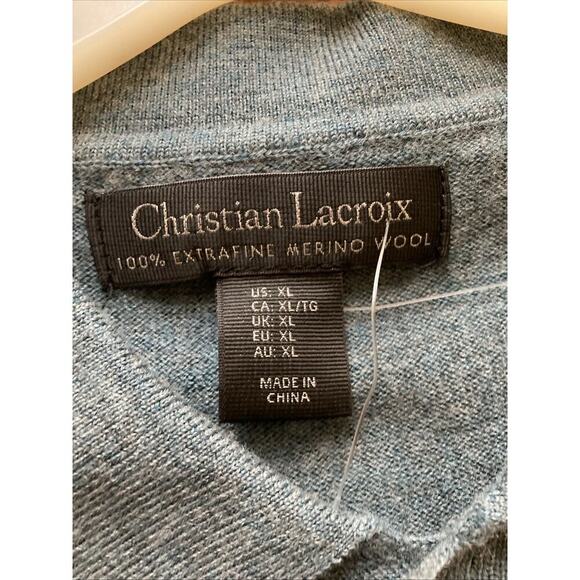 Christian Lacroix
100% EXTRAFINE MERINO WOOL
US: XL
CA: XL/TG
UK: XL
EU: XL
AU: XL
MADE IN
CHINA